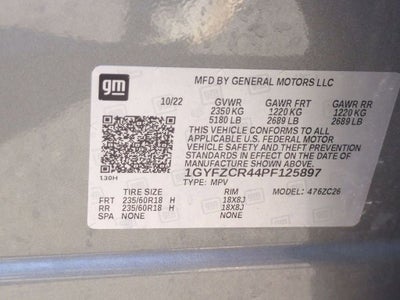 gm
MFD BY GENERAL MOTORS LLC
10/22 GVWR GAWR FRT GAWR RR
2350 KG 1220 KG 1220 KG
5180 LB 2689 LB 2689 LB
THIS VEHICLE CONFORMS TO ALL
APPLICABLE U.S. FEDERAL MOTOR
VEHICLE SAFETY AND THEFT PREVENTION
STANDARDS IN EFFECT ON THE DATE OF
MANUFACTURE SHOWN ABOVE.
1GYFZCR44PF125897
130H TYPE: MPV MODEL: 476ZC26
TIRE SIZE RIM
FRT 235/60R18 H 18X8J
RR 235/60R18 H 18X8J
SPA NONE NONE